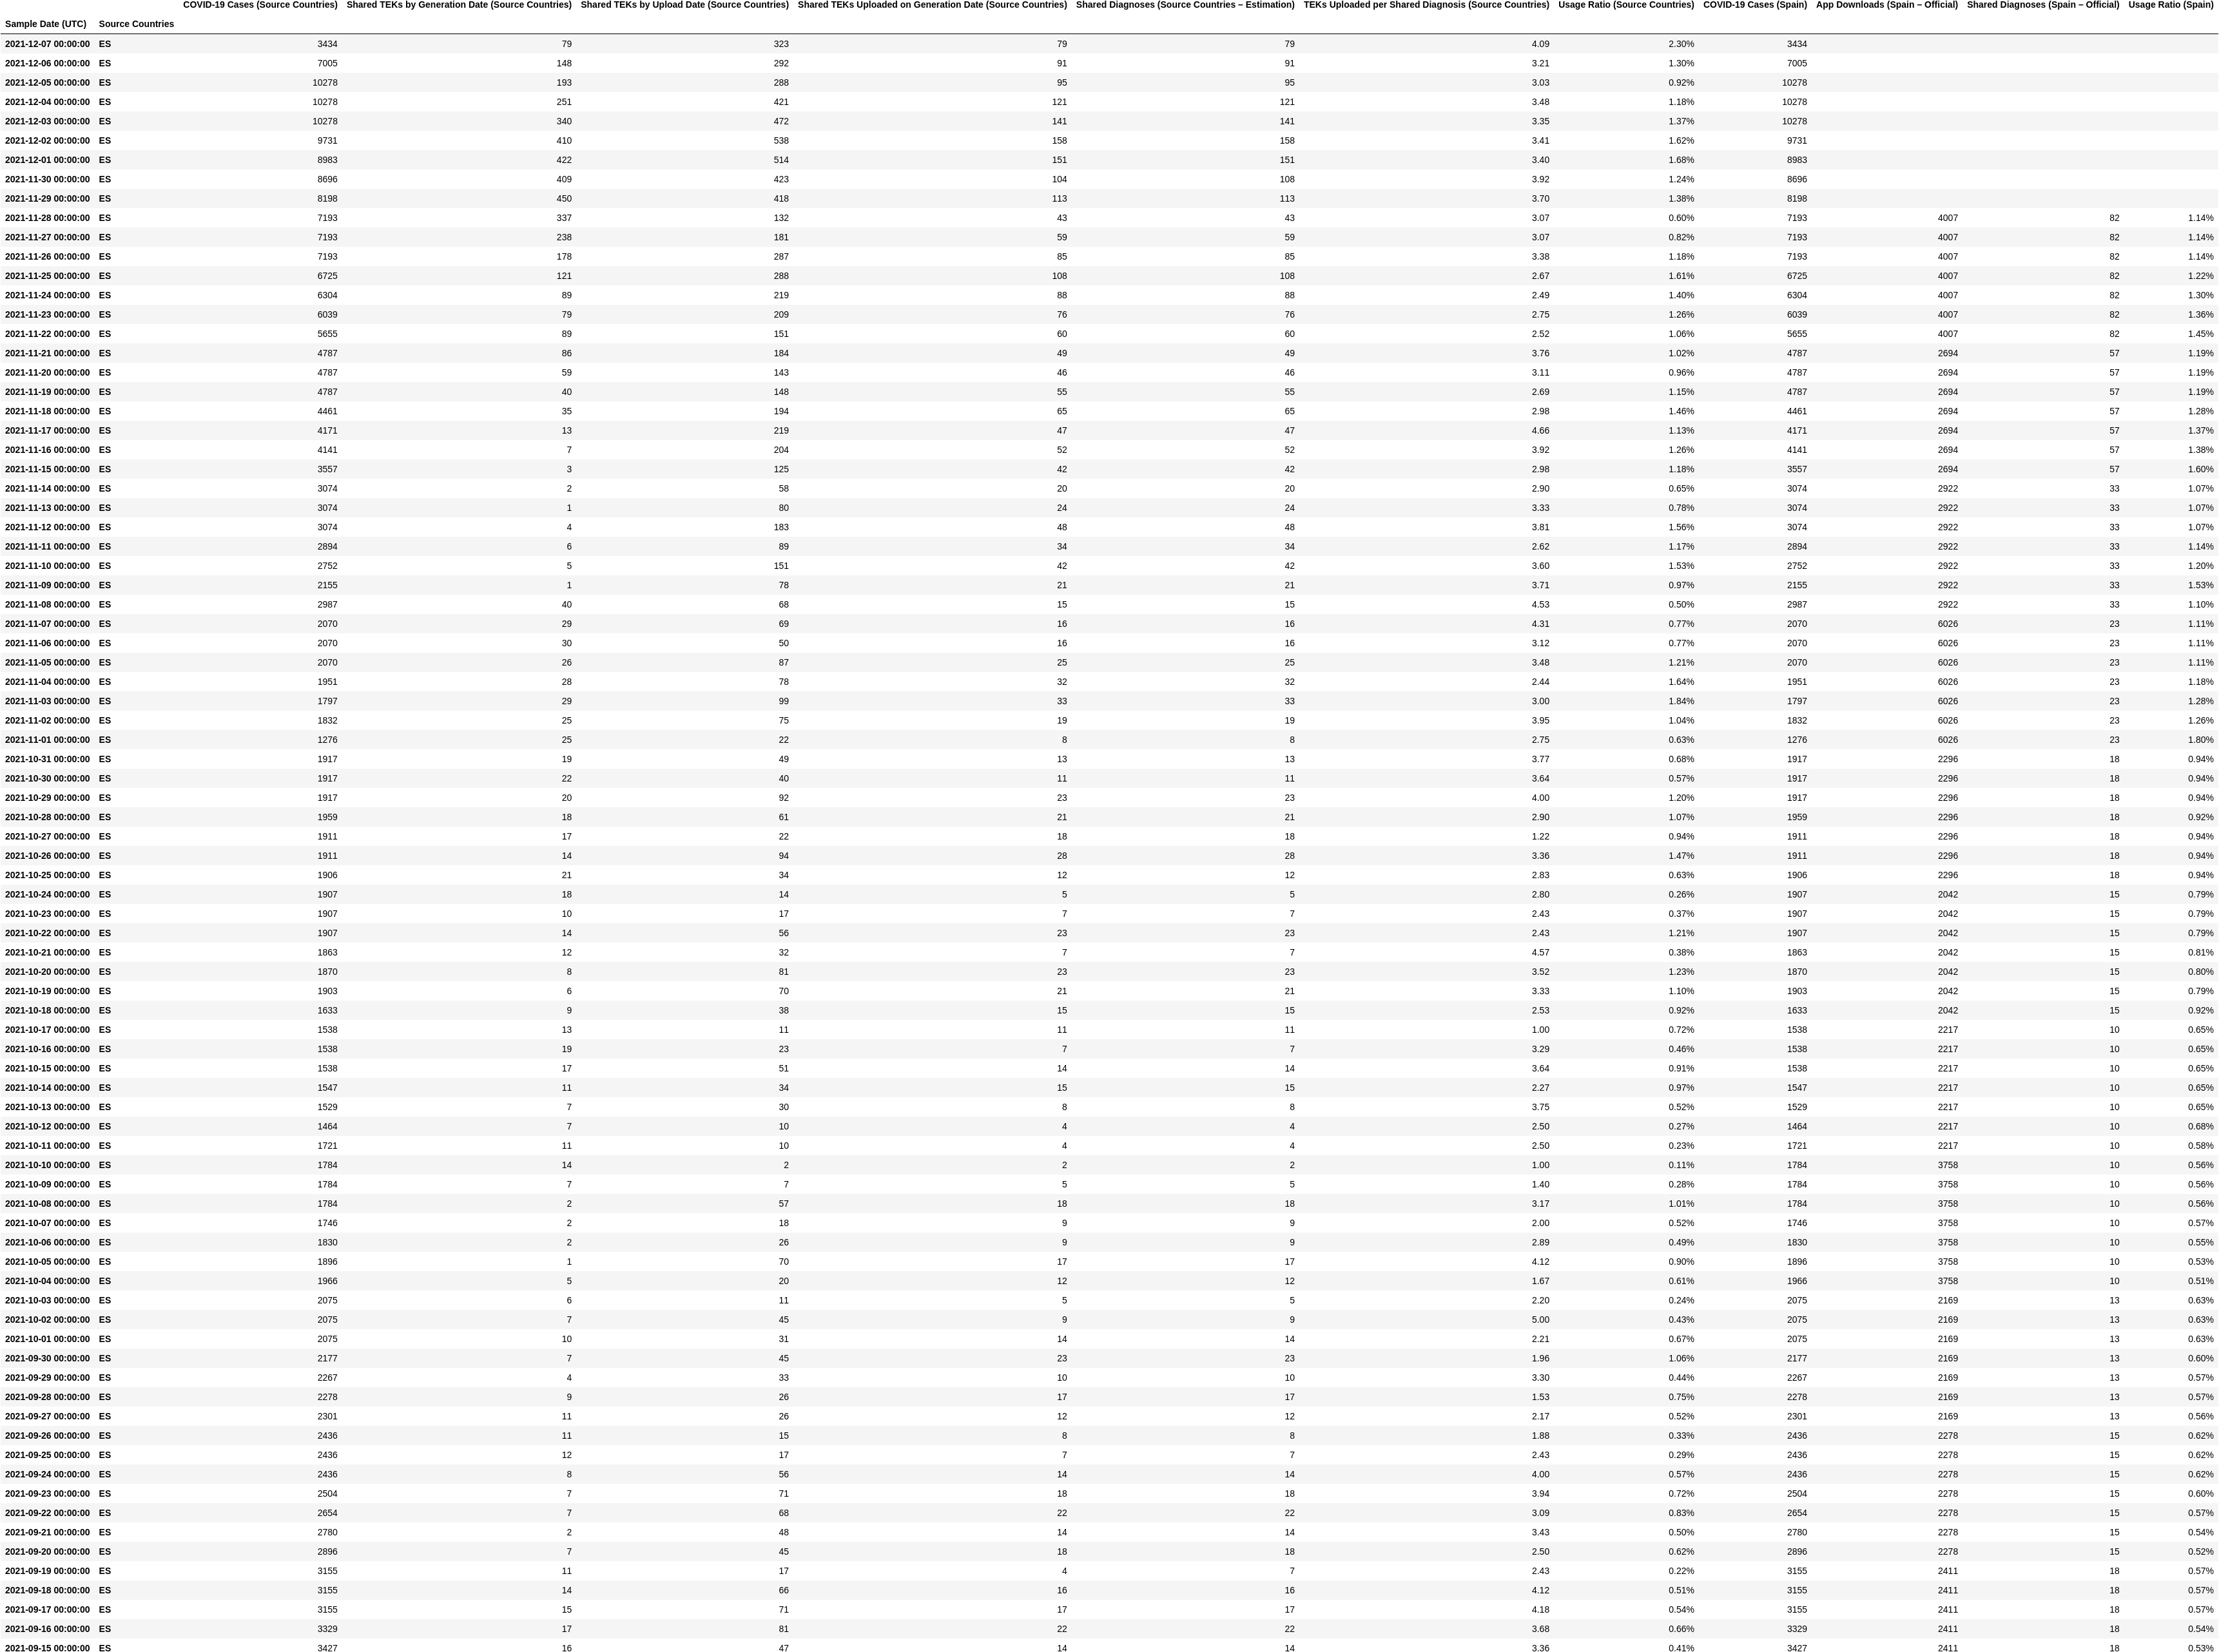 COVID-19 Cases (Source Countries) Shared TEKs by Generation Date (Source Countries) Shared TEKs by Upload Date (Source Countries) Shared TEKs Uploaded on Generation Date (Source Countries) Shared Diagnoses (Source Countries – Estimation) TEKs Uploaded per Shared Diagnosis (Source Countries) Usage Ratio (Source Countries) COVID-19 Cases (Spain) App Downloads (Spain – Official) Shared Diagnoses (Spain – Official) Usage Ratio (Spain)
Sample Date (UTC) Source Countries
2021-12-07 00:00:00 ES 3434 79 323 79 79 4.09 2.30% 3434
2021-12-06 00:00:00 ES 7005 148 292 91 91 3.21 1.30% 7005
2021-12-05 00:00:00 ES 10278 193 288 95 95 3.03 0.92% 10278
2021-12-04 00:00:00 ES 10278 251 421 121 121 3.48 1.18% 10278
2021-12-03 00:00:00 ES 10278 340 472 141 141 3.35 1.37% 10278
2021-12-02 00:00:00 ES 9731 410 538 158 158 3.41 1.62% 9731
2021-12-01 00:00:00 ES 8983 422 514 151 151 3.40 1.68% 8983
2021-11-30 00:00:00 ES 8696 409 423 104 108 3.92 1.24% 8696
2021-11-29 00:00:00 ES 8198 450 418 113 113 3.70 1.38% 8198
2021-11-28 00:00:00 ES 7193 337 132 43 43 3.07 0.60% 7193 4007 82 1.14%
2021-11-27 00:00:00 ES 7193 238 181 59 59 3.07 0.82% 7193 4007 82 1.14%
2021-11-26 00:00:00 ES 7193 178 287 85 85 3.38 1.18% 7193 4007 82 1.14%
2021-11-25 00:00:00 ES 6725 121 288 108 108 2.67 1.61% 6725 4007 82 1.22%
2021-11-24 00:00:00 ES 6304 89 219 88 88 2.49 1.40% 6304 4007 82 1.30%
2021-11-23 00:00:00 ES 6039 79 209 76 76 2.75 1.26% 6039 4007 82 1.36%
2021-11-22 00:00:00 ES 5655 89 151 60 60 2.52 1.06% 5655 4007 82 1.45%
2021-11-21 00:00:00 ES 4787 86 184 49 49 3.76 1.02% 4787 2694 57 1.19%
2021-11-20 00:00:00 ES 4787 59 143 46 46 3.11 0.96% 4787 2694 57 1.19%
2021-11-19 00:00:00 ES 4787 40 148 55 55 2.69 1.15% 4787 2694 57 1.19%
2021-11-18 00:00:00 ES 4461 35 194 65 65 2.98 1.46% 4461 2694 57 1.28%
2021-11-17 00:00:00 ES 4171 13 219 47 47 4.66 1.13% 4171 2694 57 1.37%
2021-11-16 00:00:00 ES 4141 7 204 52 52 3.92 1.26% 4141 2694 57 1.38%
2021-11-15 00:00:00 ES 3557 3 125 42 42 2.98 1.18% 3557 2694 57 1.60%
2021-11-14 00:00:00 ES 3074 2 58 20 20 2.90 0.65% 3074 2922 33 1.07%
2021-11-13 00:00:00 ES 3074 1 80 24 24 3.33 0.78% 3074 2922 33 1.07%
2021-11-12 00:00:00 ES 3074 4 183 48 48 3.81 1.56% 3074 2922 33 1.07%
2021-11-11 00:00:00 ES 2894 6 89 34 34 2.62 1.17% 2894 2922 33 1.14%
2021-11-10 00:00:00 ES 2752 5 151 42 42 3.60 1.53% 2752 2922 33 1.20%
2021-11-09 00:00:00 ES 2155 1 78 21 21 3.71 0.97% 2155 2922 33 1.53%
2021-11-08 00:00:00 ES 2987 40 68 15 15 4.53 0.50% 2987 2922 33 1.10%
2021-11-07 00:00:00 ES 2070 29 69 16 16 4.31 0.77% 2070 6026 23 1.11%
2021-11-06 00:00:00 ES 2070 30 50 16 16 3.12 0.77% 2070 6026 23 1.11%
2021-11-05 00:00:00 ES 2070 26 87 25 25 3.48 1.21% 2070 6026 23 1.11%
2021-11-04 00:00:00 ES 1951 28 78 32 32 2.44 1.64% 1951 6026 23 1.18%
2021-11-03 00:00:00 ES 1797 29 99 33 33 3.00 1.84% 1797 6026 23 1.28%
2021-11-02 00:00:00 ES 1832 25 75 19 19 3.95 1.04% 1832 6026 23 1.26%
2021-11-01 00:00:00 ES 1276 25 22 8 8 2.75 0.63% 1276 6026 23 1.80%
2021-10-31 00:00:00 ES 1917 19 49 13 13 3.77 0.68% 1917 2296 18 0.94%
2021-10-30 00:00:00 ES 1917 22 40 11 11 3.64 0.57% 1917 2296 18 0.94%
2021-10-29 00:00:00 ES 1917 20 92 23 23 4.00 1.20% 1917 2296 18 0.94%
2021-10-28 00:00:00 ES 1959 18 61 21 21 2.90 1.07% 1959 2296 18 0.92%
2021-10-27 00:00:00 ES 1911 17 22 18 18 1.22 0.94% 1911 2296 18 0.94%
2021-10-26 00:00:00 ES 1911 14 94 28 28 3.36 1.47% 1911 2296 18 0.94%
2021-10-25 00:00:00 ES 1906 21 34 12 12 2.83 0.63% 1906 2296 18 0.94%
2021-10-24 00:00:00 ES 1907 18 14 5 5 2.80 0.26% 1907 2042 15 0.79%
2021-10-23 00:00:00 ES 1907 10 17 7 7 2.43 0.37% 1907 2042 15 0.79%
2021-10-22 00:00:00 ES 1907 14 56 23 23 2.43 1.21% 1907 2042 15 0.79%
2021-10-21 00:00:00 ES 1863 12 32 7 7 4.57 0.38% 1863 2042 15 0.81%
2021-10-20 00:00:00 ES 1870 8 81 23 23 3.52 1.23% 1870 2042 15 0.80%
2021-10-19 00:00:00 ES 1903 6 70 21 21 3.33 1.10% 1903 2042 15 0.79%
2021-10-18 00:00:00 ES 1633 9 38 15 15 2.53 0.92% 1633 2042 15 0.92%
2021-10-17 00:00:00 ES 1538 13 11 11 11 1.00 0.72% 1538 2217 10 0.65%
2021-10-16 00:00:00 ES 1538 19 23 7 7 3.29 0.46% 1538 2217 10 0.65%
2021-10-15 00:00:00 ES 1538 17 51 14 14 3.64 0.91% 1538 2217 10 0.65%
2021-10-14 00:00:00 ES 1547 11 34 15 15 2.27 0.97% 1547 2217 10 0.65%
2021-10-13 00:00:00 ES 1529 7 30 8 8 3.75 0.52% 1529 2217 10 0.65%
2021-10-12 00:00:00 ES 1464 7 10 4 4 2.50 0.27% 1464 2217 10 0.68%
2021-10-11 00:00:00 ES 1721 11 10 4 4 2.50 0.23% 1721 2217 10 0.58%
2021-10-10 00:00:00 ES 1784 14 2 2 2 1.00 0.11% 1784 3758 10 0.56%
2021-10-09 00:00:00 ES 1784 7 7 5 5 1.40 0.28% 1784 3758 10 0.56%
2021-10-08 00:00:00 ES 1784 2 57 18 18 3.17 1.01% 1784 3758 10 0.56%
2021-10-07 00:00:00 ES 1746 2 18 9 9 2.00 0.52% 1746 3758 10 0.57%
2021-10-06 00:00:00 ES 1830 2 26 9 9 2.89 0.49% 1830 3758 10 0.55%
2021-10-05 00:00:00 ES 1896 1 70 17 17 4.12 0.90% 1896 3758 10 0.53%
2021-10-04 00:00:00 ES 1966 5 20 12 12 1.67 0.61% 1966 3758 10 0.51%
2021-10-03 00:00:00 ES 2075 6 11 5 5 2.20 0.24% 2075 2169 13 0.63%
2021-10-02 00:00:00 ES 2075 7 45 9 9 5.00 0.43% 2075 2169 13 0.63%
2021-10-01 00:00:00 ES 2075 10 31 14 14 2.21 0.67% 2075 2169 13 0.63%
2021-09-30 00:00:00 ES 2177 7 45 23 23 1.96 1.06% 2177 2169 13 0.60%
2021-09-29 00:00:00 ES 2267 4 33 10 10 3.30 0.44% 2267 2169 13 0.57%
2021-09-28 00:00:00 ES 2278 9 26 17 17 1.53 0.75% 2278 2169 13 0.57%
2021-09-27 00:00:00 ES 2301 11 26 12 12 2.17 0.52% 2301 2169 13 0.56%
2021-09-26 00:00:00 ES 2436 11 15 8 8 1.88 0.33% 2436 2278 15 0.62%
2021-09-25 00:00:00 ES 2436 12 17 7 7 2.43 0.29% 2436 2278 15 0.62%
2021-09-24 00:00:00 ES 2436 8 56 14 14 4.00 0.57% 2436 2278 15 0.62%
2021-09-23 00:00:00 ES 2504 7 71 18 18 3.94 0.72% 2504 2278 15 0.60%
2021-09-22 00:00:00 ES 2654 7 68 22 22 3.09 0.83% 2654 2278 15 0.57%
2021-09-21 00:00:00 ES 2780 2 48 14 14 3.43 0.50% 2780 2278 15 0.54%
2021-09-20 00:00:00 ES 2896 7 45 18 18 2.50 0.62% 2896 2278 15 0.52%
2021-09-19 00:00:00 ES 3155 11 17 4 7 2.43 0.22% 3155 2411 18 0.57%
2021-09-18 00:00:00 ES 3155 14 66 16 16 4.12 0.51% 3155 2411 18 0.57%
2021-09-17 00:00:00 ES 3155 15 71 17 17 4.18 0.54% 3155 2411 18 0.57%
2021-09-16 00:00:00 ES 3329 17 81 22 22 3.68 0.66% 3329 2411 18 0.54%
2021-09-15 00:00:00 ES 3427 16 47 14 14 3.36 0.41% 3427 2411 18 0.53%